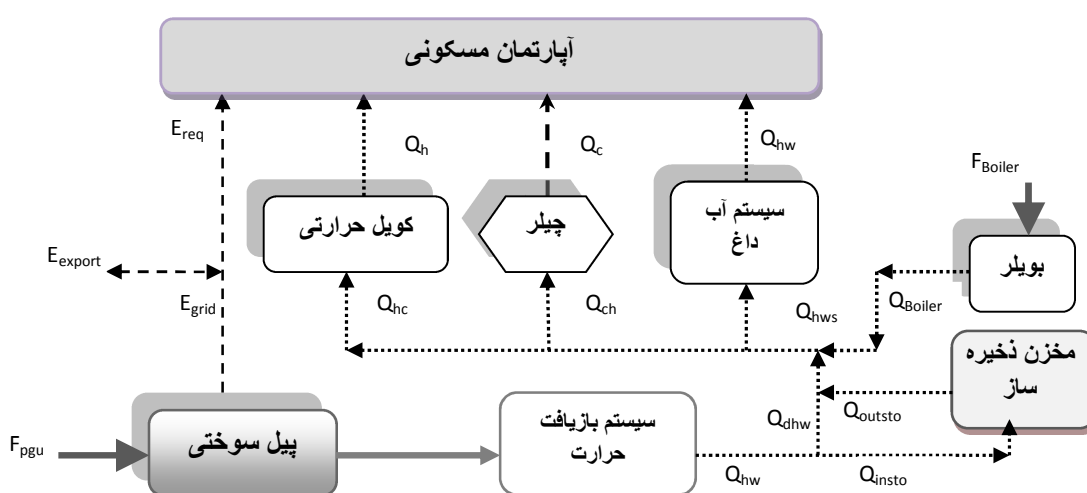 آپارتمان مسکونی
E_req
Q_h
Q_c
Q_hw
F_Boiler
کویل حرارتی
چیلر
سیستم آب
داغ
بویلر
E_export
E_grid
Q_hc
Q_ch
Q_hws
Q_Boiler
مخزن ذخیره
ساز
F_pgu
پیل سوختی
سیستم بازیافت
حرارت
Q_dhw
Q_outsto
Q_hw
Q_insto